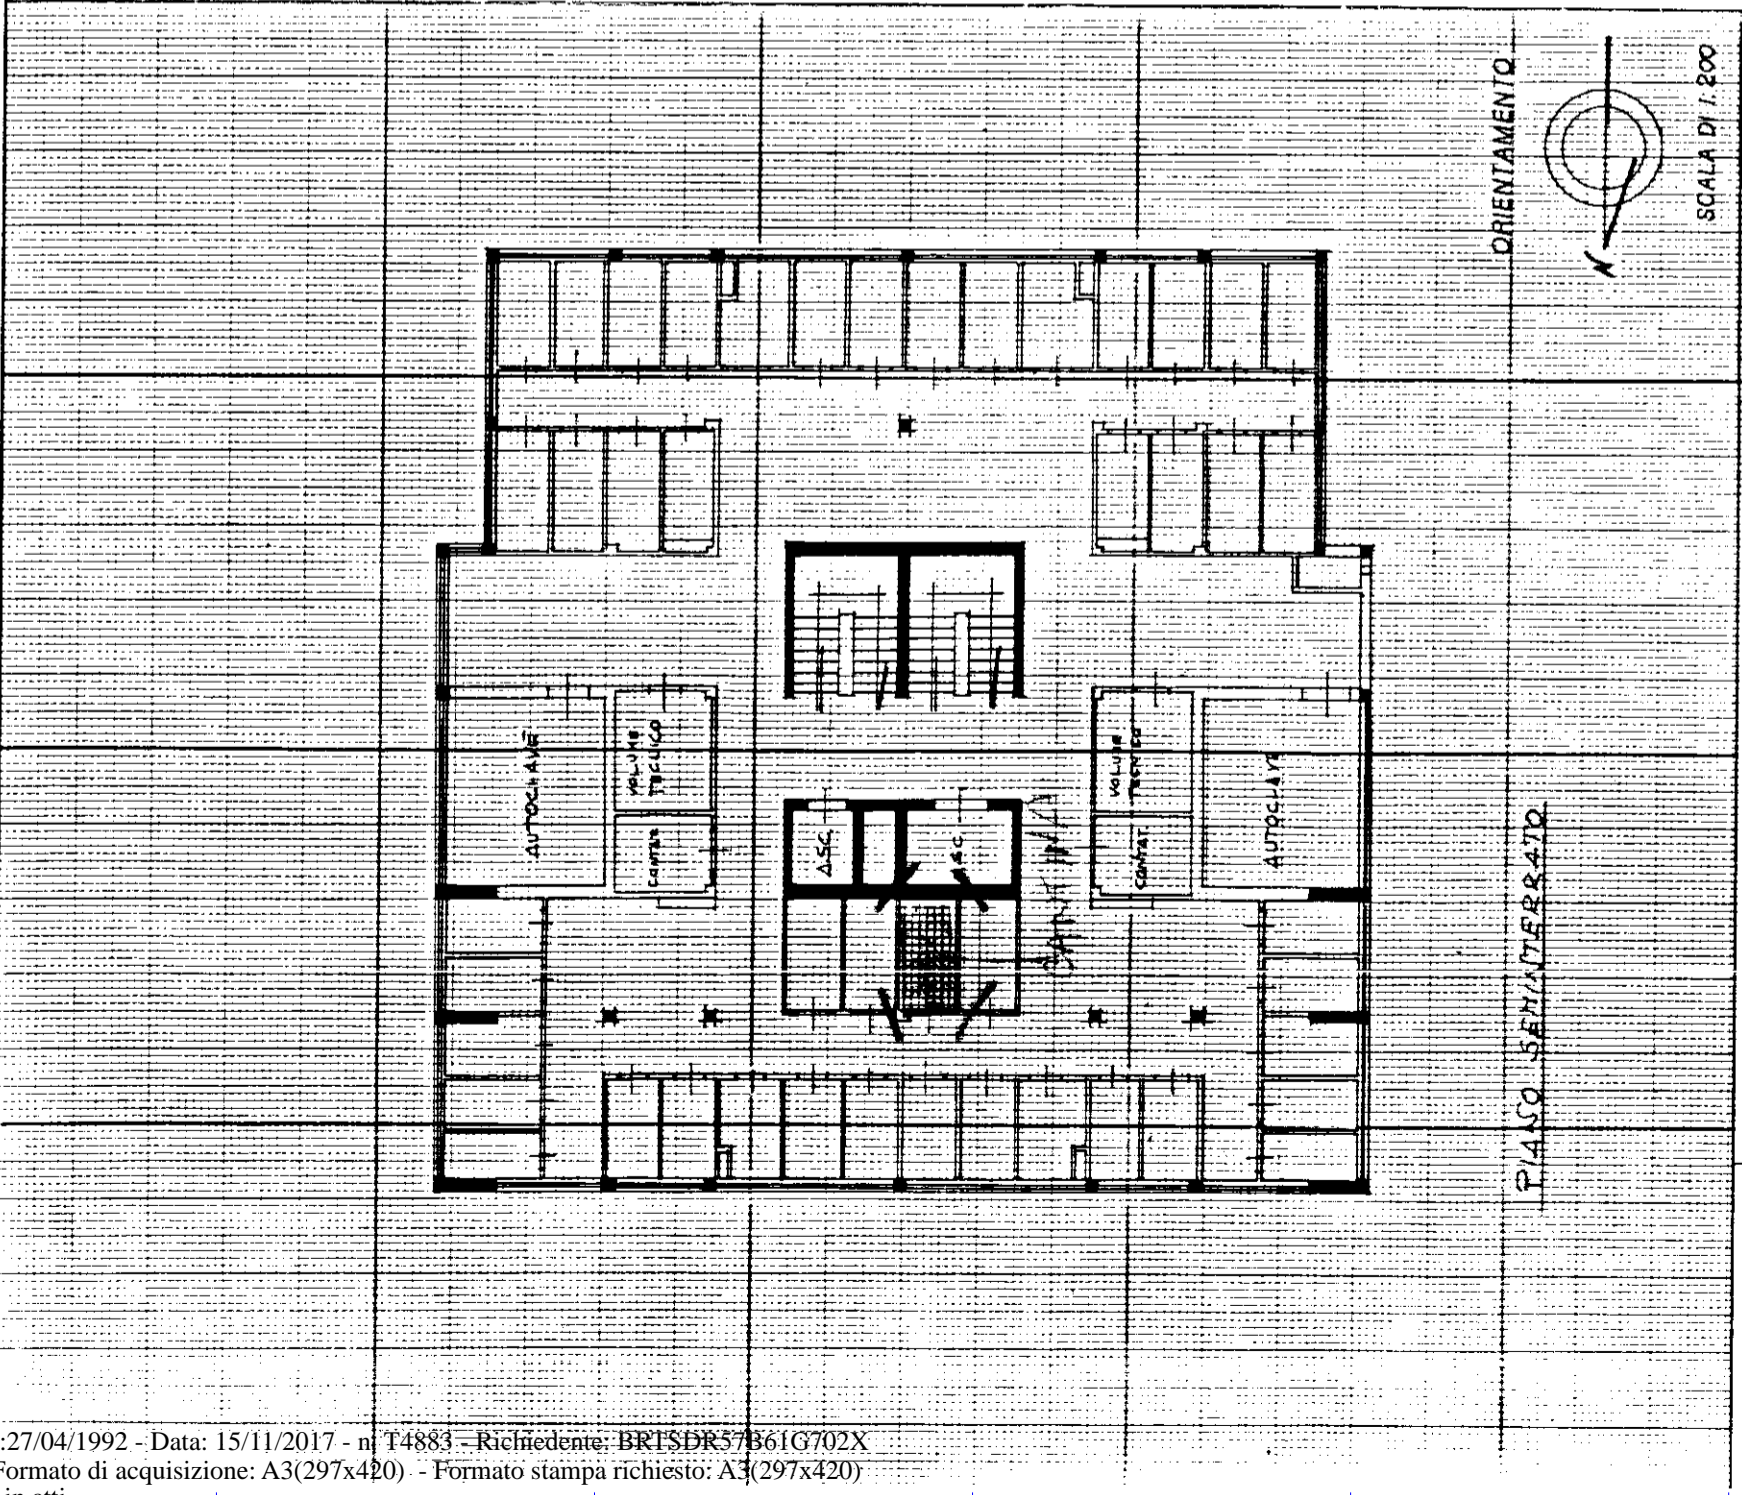 ORIENTAMENTO
N
SCALA DI 1:200
AUTOCLAVE
VOLUME
TECNICO
CONTAT.
ASC
ASC
CANTINA
VOLUME
TECNICO
CONTAT.
AUTOCLAVE
PIANO SEMINTERRATO
:27/04/1992 - Data: 15/11/2017 - n. T4883 - Richiedente: BRTSDR57B61G702X
Formato di acquisizione: A3(297x420) - Formato stampa richiesto: A3(297x420)